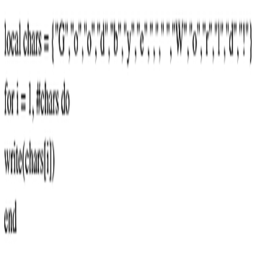 local chars = {"G","o","o","d","b","y","e",","," ","W","o","r","l","d","!"}
for i = 1, #chars do
write(chars[i])
end